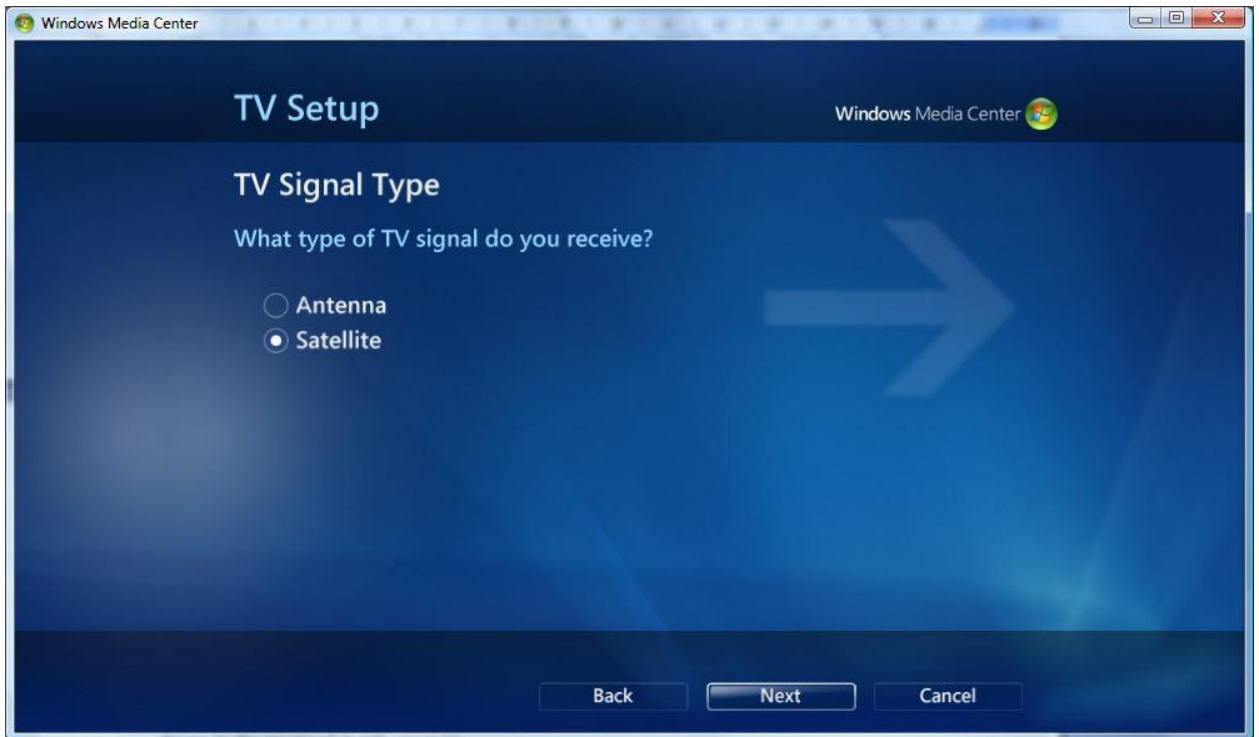 Windows Media Center
TV Setup
Windows Media Center
TV Signal Type
What type of TV signal do you receive?
Antenna
Satellite
Back
Next
Cancel